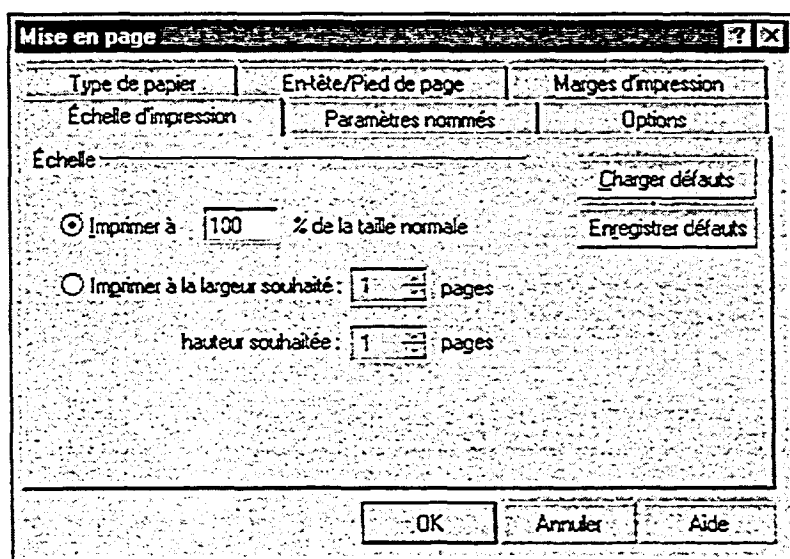 Mise en page
Type de papier En-tête/Pied de page Marges d'impression
Échelle d'impression Paramètres nommés Options
Échelle
Charger défauts
Imprimer à 100 % de la taille normale
Enregistrer défauts
Imprimer à la largeur souhaité : 1 pages
hauteur souhaitée : 1 pages
OK Annuler Aide